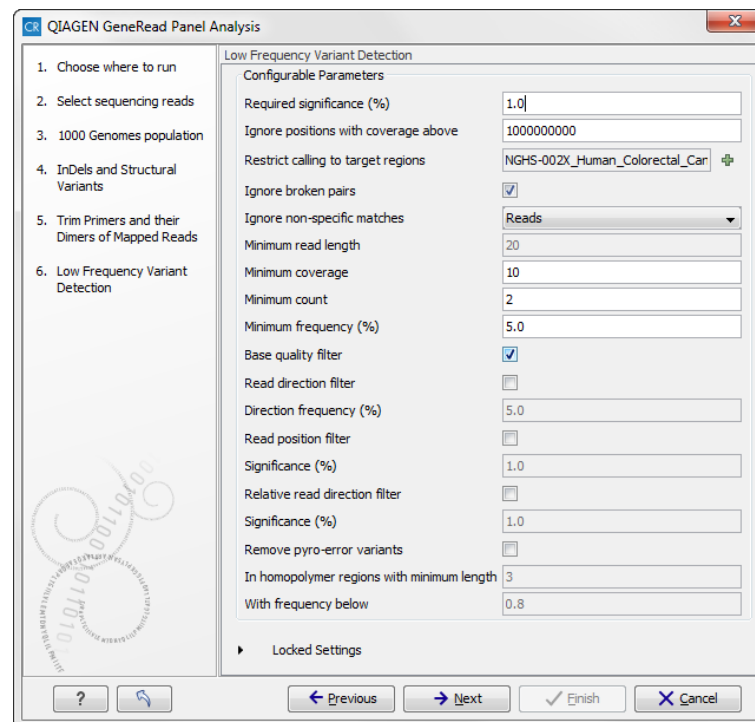 CR QIAGEN GeneRead Panel Analysis
X
1. Choose where to run
2. Select sequencing reads
3. 1000 Genomes population
4. InDels and Structural
Variants
5. Trim Primers and their
Dimers of Mapped Reads
6. Low Frequency Variant
Detection
Low Frequency Variant Detection
Configurable Parameters
Required significance (%) 1.0
Ignore positions with coverage above 1000000000
Restrict calling to target regions NGHS-002X_Human_Colorectal_Can
Ignore broken pairs
Ignore non-specific matches Reads
Minimum read length 20
Minimum coverage 10
Minimum count 2
Minimum frequency (%) 5.0
Base quality filter
Read direction filter
Direction frequency (%) 5.0
Read position filter
Significance (%) 1.0
Relative read direction filter
Significance (%) 1.0
Remove pyro-error variants
In homopolymer regions with minimum length 3
With frequency below 0.8
Locked Settings
? Previous Next Finish Cancel